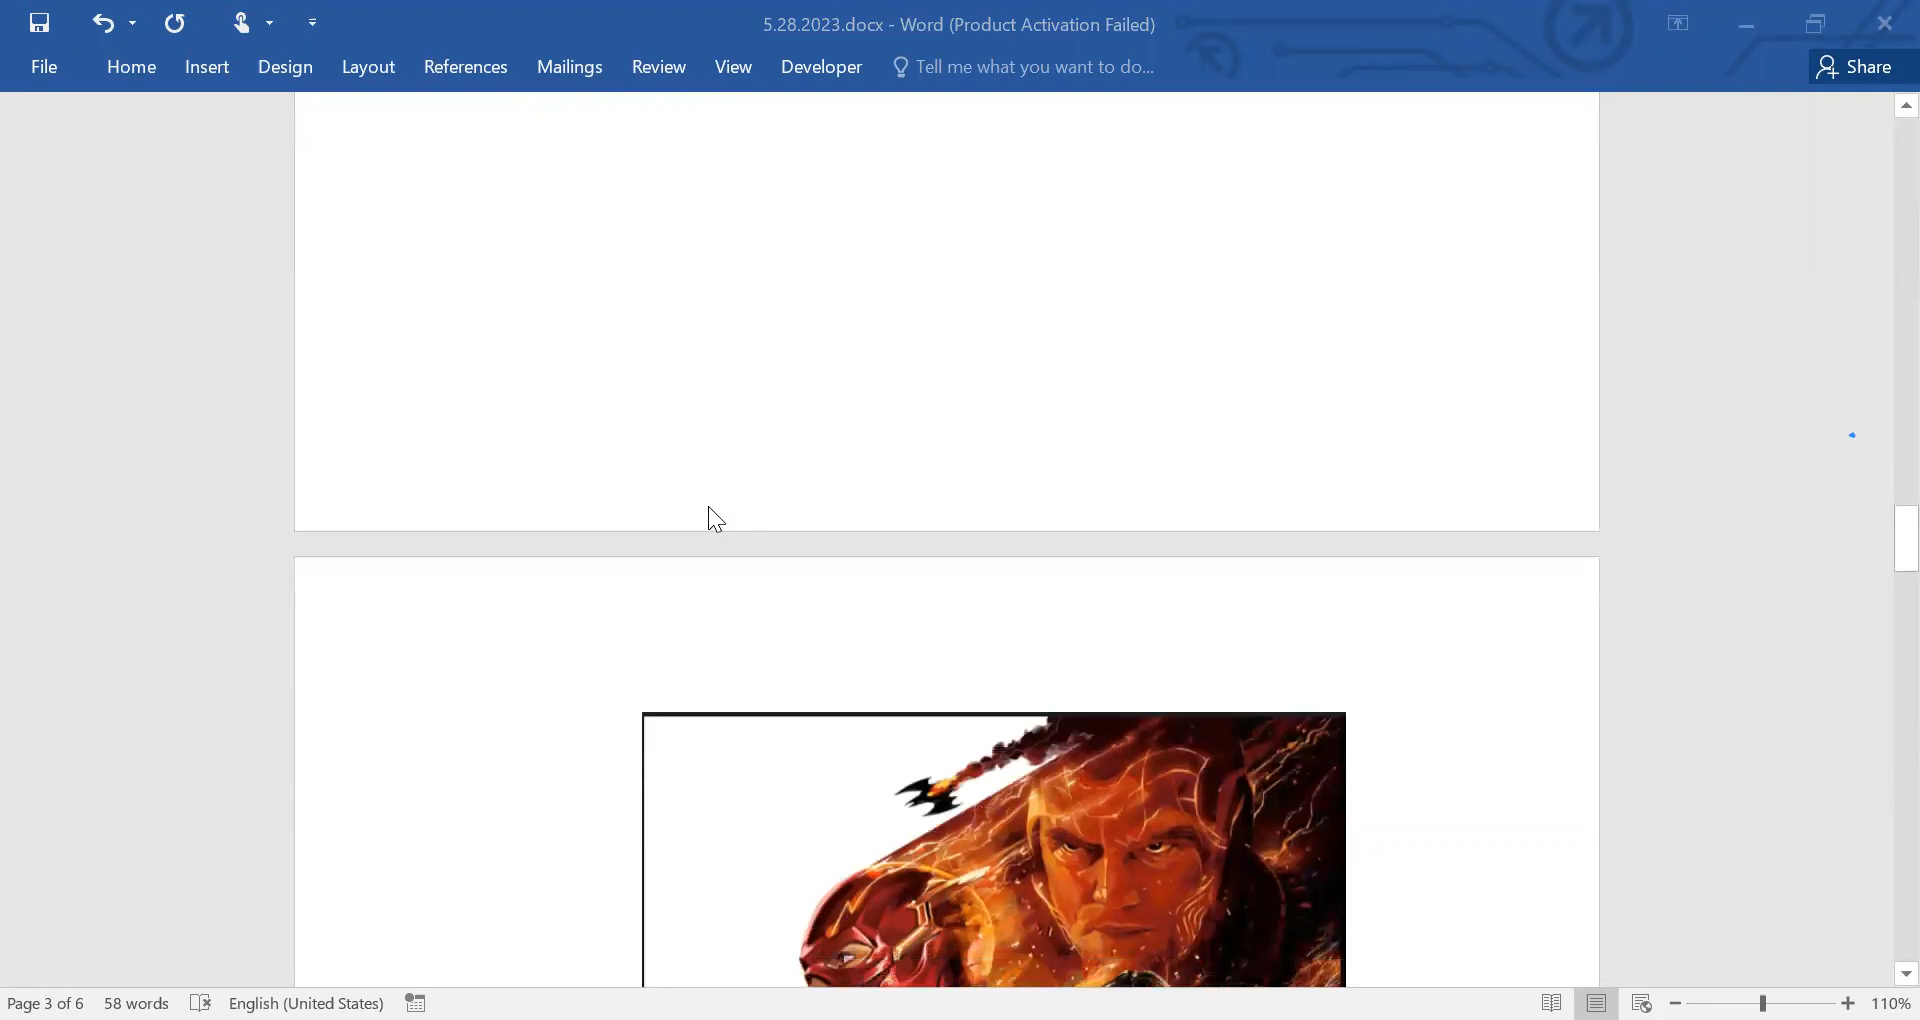 5.28.2023.docx - Word (Product Activation Failed)
File Home Insert Design Layout References Mailings Review View Developer Tell me what you want to do... Share
Page 3 of 6 58 words English (United States) 110%